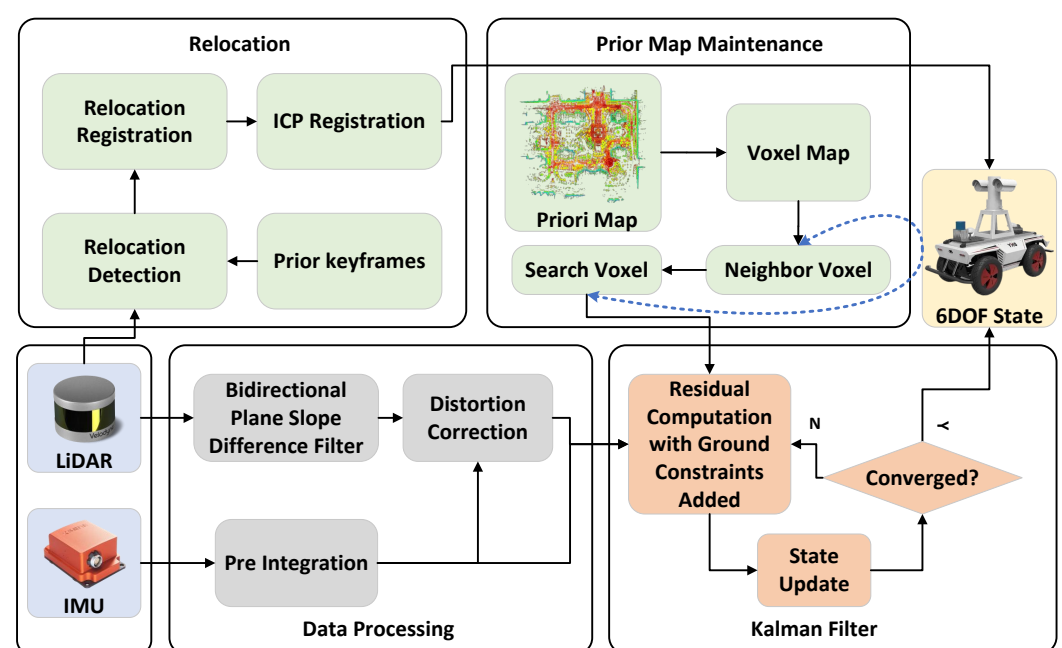 Relocation
Relocation
Registration
ICP Registration
Relocation
Detection
Prior keyframes
Prior Map Maintenance
Priori Map
Voxel Map
Search Voxel
Neighbor Voxel
6DOF State
LiDAR
IMU
Bidirectional
Plane Slope
Difference Filter
Distortion
Correction
Pre Integration
Data Processing
Residual
Computation
with Ground
Constraints
Added
N
Y
Converged?
State
Update
Kalman Filter